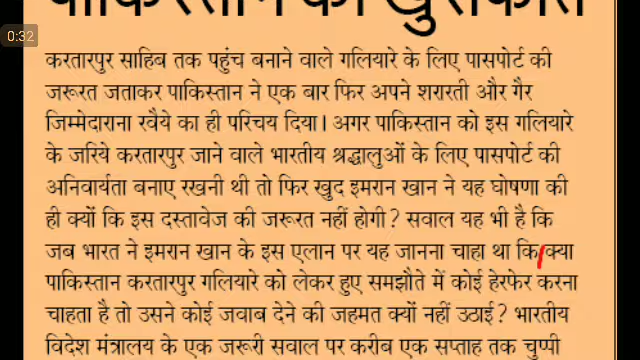 पाकिस्तान की खुराफात
0:32
करतारपुर साहिब तक पहुंच बनाने वाले गलियारे के लिए पासपोर्ट की
जरूरत जताकर पाकिस्तान ने एक बार फिर अपने शरारती और गैर
जिम्मेदाराना रवैये का ही परिचय दिया। अगर पाकिस्तान को इस गलियारे
के जरिये करतारपुर जाने वाले भारतीय श्रद्धालुओं के लिए पासपोर्ट की
अनिवार्यता बनाए रखनी थी तो फिर खुद इमरान खान ने यह घोषणा की
ही क्यों कि इस दस्तावेज की जरूरत नहीं होगी? सवाल यह भी है कि
जब भारत ने इमरान खान के इस एलान पर यह जानना चाहा था कि क्या
पाकिस्तान करतारपुर गलियारे को लेकर हुए समझौते में कोई हेरफेर करना
चाहता है तो उसने कोई जवाब देने की जहमत क्यों नहीं उठाई? भारतीय
विदेश मंत्रालय के एक जरूरी सवाल पर करीब एक सप्ताह तक चुप्पी